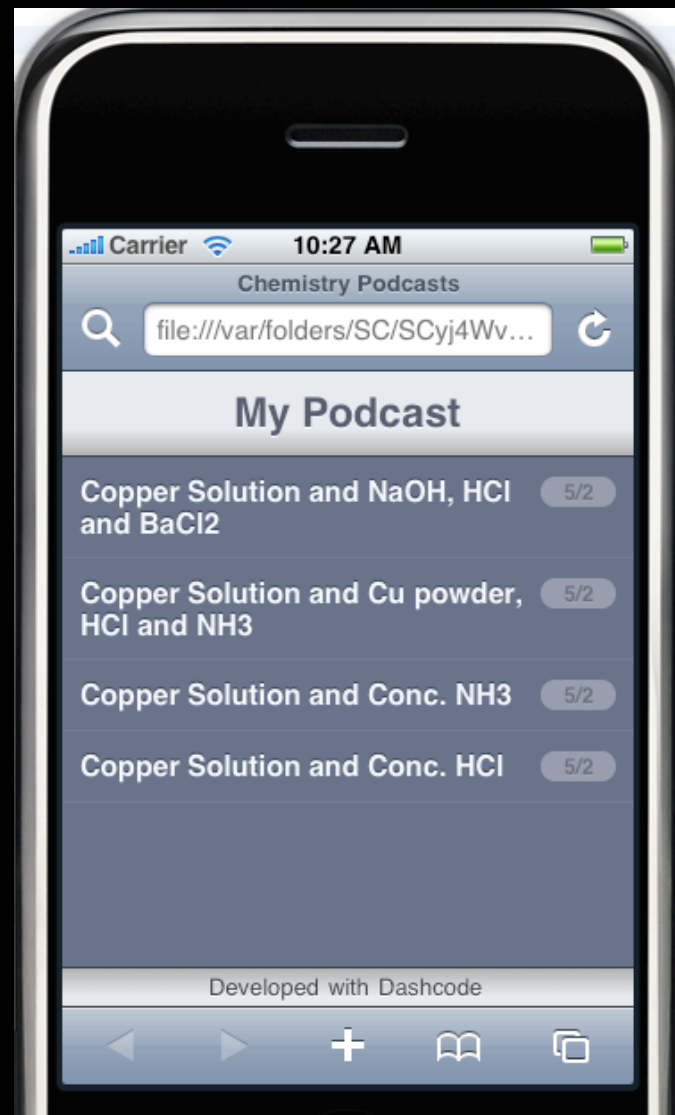 Carrier 10:27 AM
Chemistry Podcasts
file:///var/folders/SC/SCyj4Wv...
My Podcast
Copper Solution and NaOH, HCl 5/2
and BaCl2
Copper Solution and Cu powder, 5/2
HCl and NH3
Copper Solution and Conc. NH3 5/2
Copper Solution and Conc. HCl 5/2
Developed with Dashcode